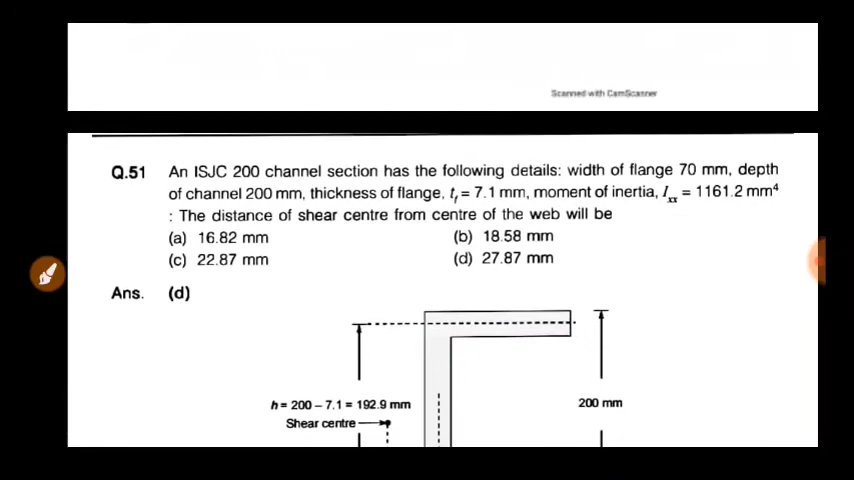 Scanned with CamScanner
Q.51 An ISJC 200 channel section has the following details: width of flange 70 mm, depth
of channel 200 mm, thickness of flange, t_f = 7.1 mm, moment of inertia, I_xx = 1161.2 mm⁴
: The distance of shear centre from centre of the web will be
(a) 16.82 mm (b) 18.58 mm
(c) 22.87 mm (d) 27.87 mm
Ans. (d)
h = 200 – 7.1 = 192.9 mm
200 mm
Shear centre